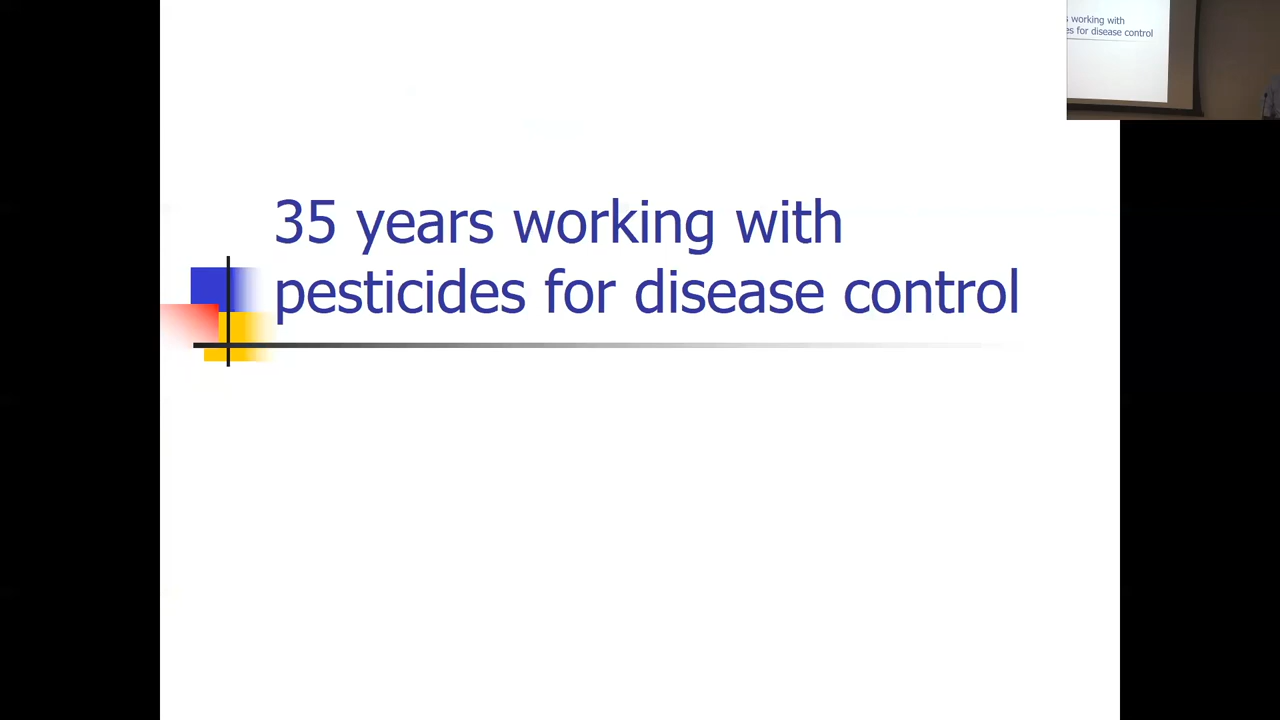 35 years working with
pesticides for disease control
working with
for disease control